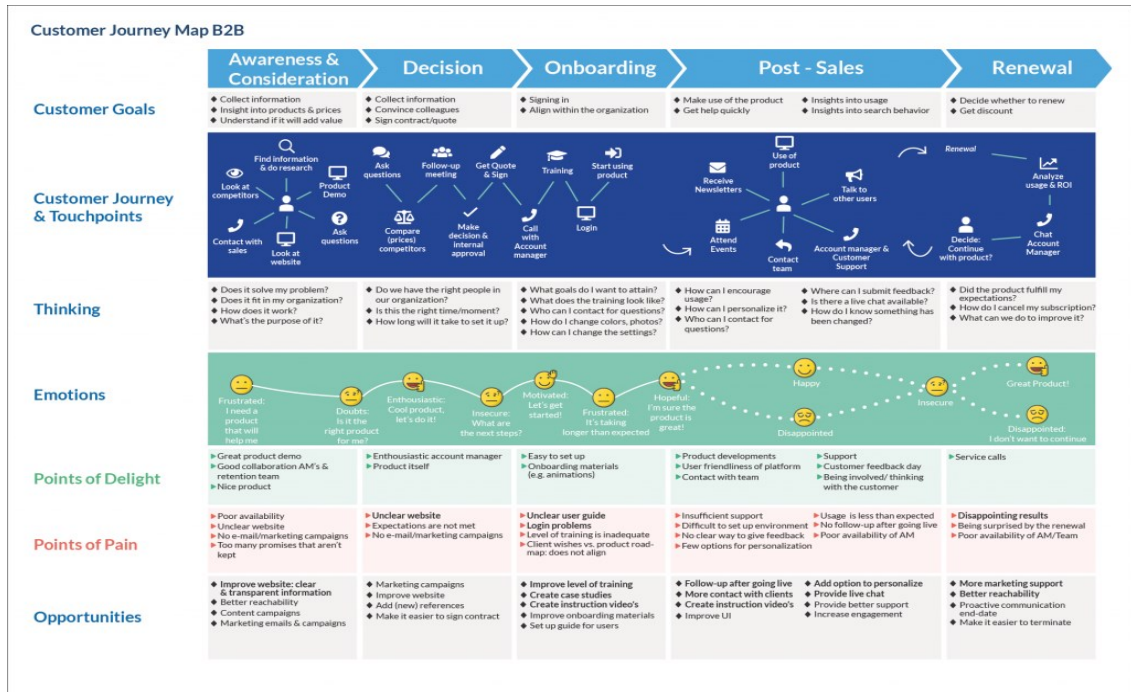 Customer Journey Map B2B
Awareness &
Consideration
Decision
Onboarding
Post - Sales
Renewal
Customer Goals
Collect information
Insight into products & prices
Understand if it will add value
Collect information
Convince colleagues
Sign contract/quote
Signing in
Align within the organization
Make use of the product
Get help quickly
Insights into usage
Insights into search behavior
Decide whether to renew
Get discount
Customer Journey
& Touchpoints
Find information
& do research
Look at
competitors
Product
Demo
Contact with
sales
Look at
website
Ask
questions
Ask
questions
Follow-up
meeting
Get Quote
& Sign
Compare
(prices)
competitors
Make
decision &
internal
approval
Training
Start using
product
Call
with
Account
manager
Login
Use of
product
Receive
Newsletters
Talk to
other users
Attend
Events
Contact
team
Account manager &
Customer
Support
Renewal
Analyze
usage & ROI
Decide:
Continue
with product?
Chat
Account
Manager
Thinking
Does it solve my problem?
Does it fit in my organization?
How does it work?
What's the purpose of it?
Do we have the right people in
our organization?
Is this the right time/moment?
How long will it take to set it up?
What goals do I want to attain?
What does the training look like?
Who can I contact for questions?
How do I change colors, photos?
How can I change the settings?
How can I encourage
usage?
How can I personalize it?
Who can I contact for
questions?
Where can I submit feedback?
Is there a live chat available?
How do I know something has
been changed?
Did the product fulfill my
expectations?
How do I cancel my subscription?
What can we do to improve it?
Emotions
Frustrated:
I need a
product
that will
help me
Doubts:
Is it the
right product
for me?
Enthousiastic:
Cool product,
let's do it!
Insecure:
What are
the next steps?
Motivated:
Let's get
started!
Frustrated:
It's taking
longer than expected
Hopeful:
I'm sure the
product is
great!
Happy
Disappointed
Insecure
Great Product!
Disappointed:
I don't want to continue
Points of Delight
Great product demo
Good collaboration AM's &
retention team
Nice product
Enthousiastic account manager
Product itself
Easy to set up
Onboarding materials
(e.g. animations)
Product developments
User friendliness of platform
Contact with team
Support
Customer feedback day
Being involved/ thinking
with the customer
Service calls
Points of Pain
Poor availability
Unclear website
No e-mail/marketing campaigns
Too many promises that aren't
kept
Unclear website
Expectations are not met
No e-mail/marketing campaigns
Unclear user guide
Login problems
Level of training is inadequate
Client wishes vs. product road-
map: does not align
Insufficient support
Difficult to set up environment
No clear way to give feedback
Few options for personalization
Usage is less than expected
No follow-up after going live
Poor availability of AM
Disappointing results
Being surprised by the renewal
Poor availability of AM/Team
Opportunities
Improve website: clear
& transparent information
Better reachability
Content campaigns
Marketing emails & campaigns
Marketing campaigns
Improve website
Add (new) references
Make it easier to sign contract
Improve level of training
Create case studies
Create instruction video's
Improve onboarding materials
Set up guide for users
Follow-up after going live
More contact with clients
Create instruction video's
Improve UI
Add option to personalize
Provide live chat
Provide better support
Increase engagement
More marketing support
Better reachability
Proactive communication
end-date
Make it easier to terminate